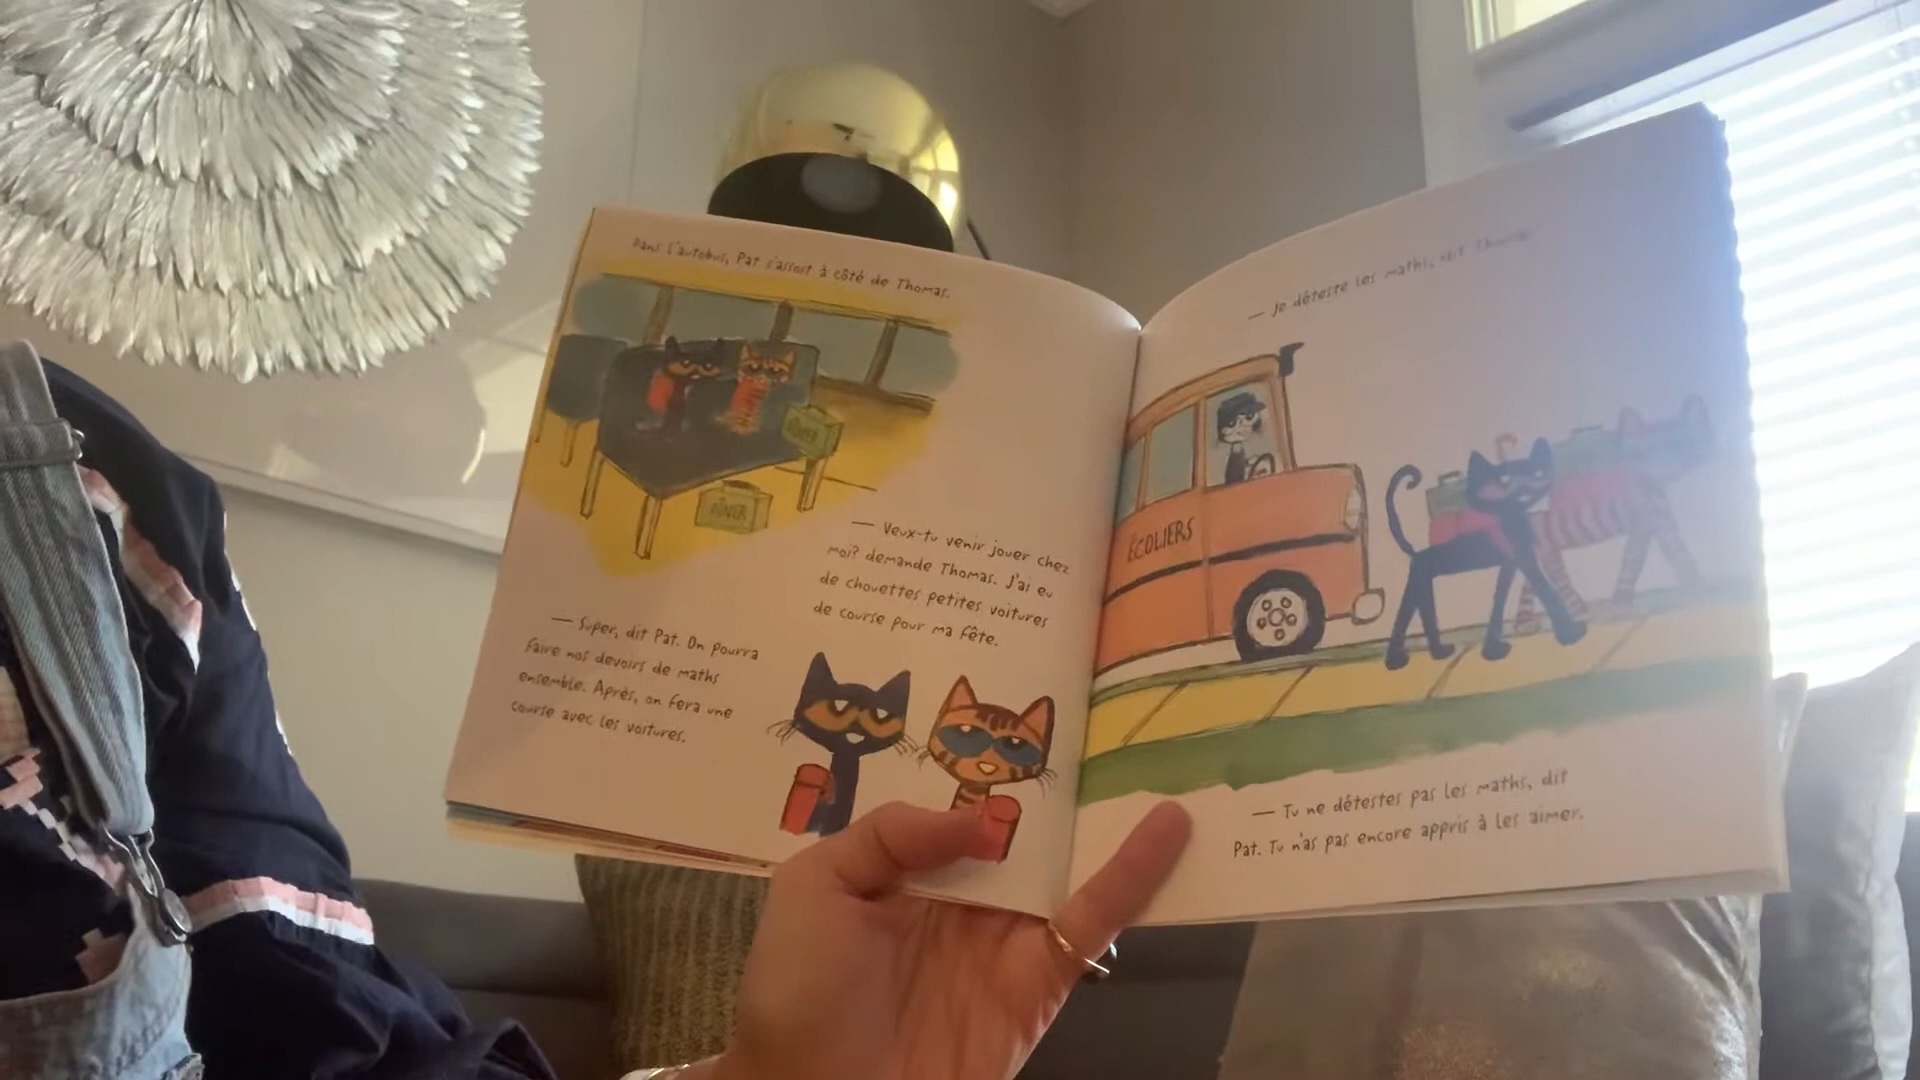 Dans l'autobus, Pat s'assoit à côté de Thomas.
DÎNER
DÎNER
— Veux-tu venir jouer chez
moi? demande Thomas. J'ai eu
de chouettes petites voitures
de course pour ma fête.
— Super, dit Pat. On pourra
faire nos devoirs de maths
ensemble. Après, on fera une
course avec les voitures.
— Je déteste les maths, dit Thomas.
ÉCOLIERS
— Tu ne détestes pas les maths, dit
Pat. Tu n'as pas encore appris à les aimer.